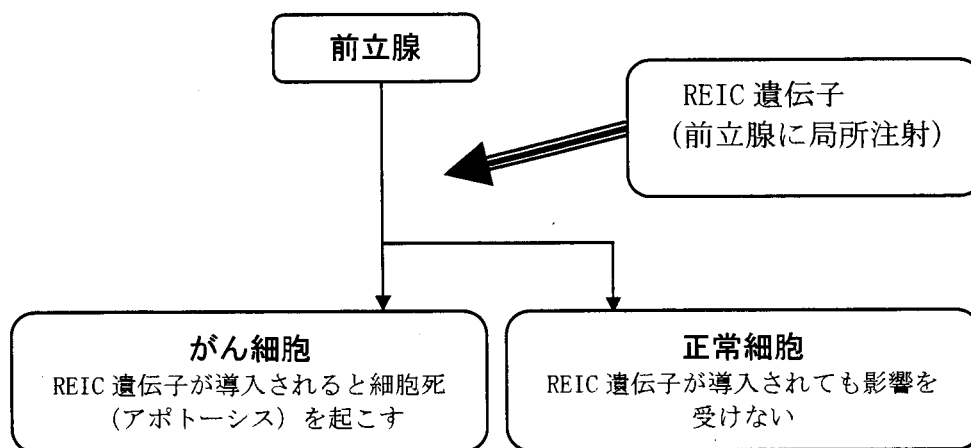 前立腺
REIC 遺伝子
(前立腺に局所注射)
がん細胞
REIC 遺伝子が導入されると細胞死
(アポトーシス) を起こす
正常細胞
REIC 遺伝子が導入されても影響を
受けない